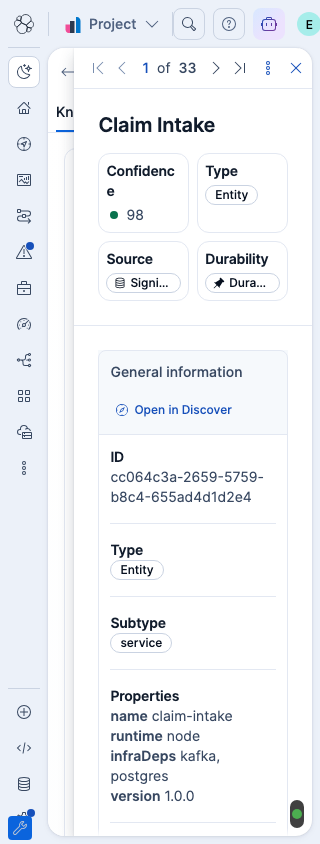 Project
E
Kn
1 of 33
Claim Intake
Confidenc
e
98
Type
Entity
Source
Signi...
Durability
Dura...
General information
Open in Discover
ID
cc064c3a-2659-5759-
b8c4-655ad4d1d2e4
Type
Entity
Subtype
service
Properties
name claim-intake
runtime node
infraDeps kafka,
postgres
version 1.0.0